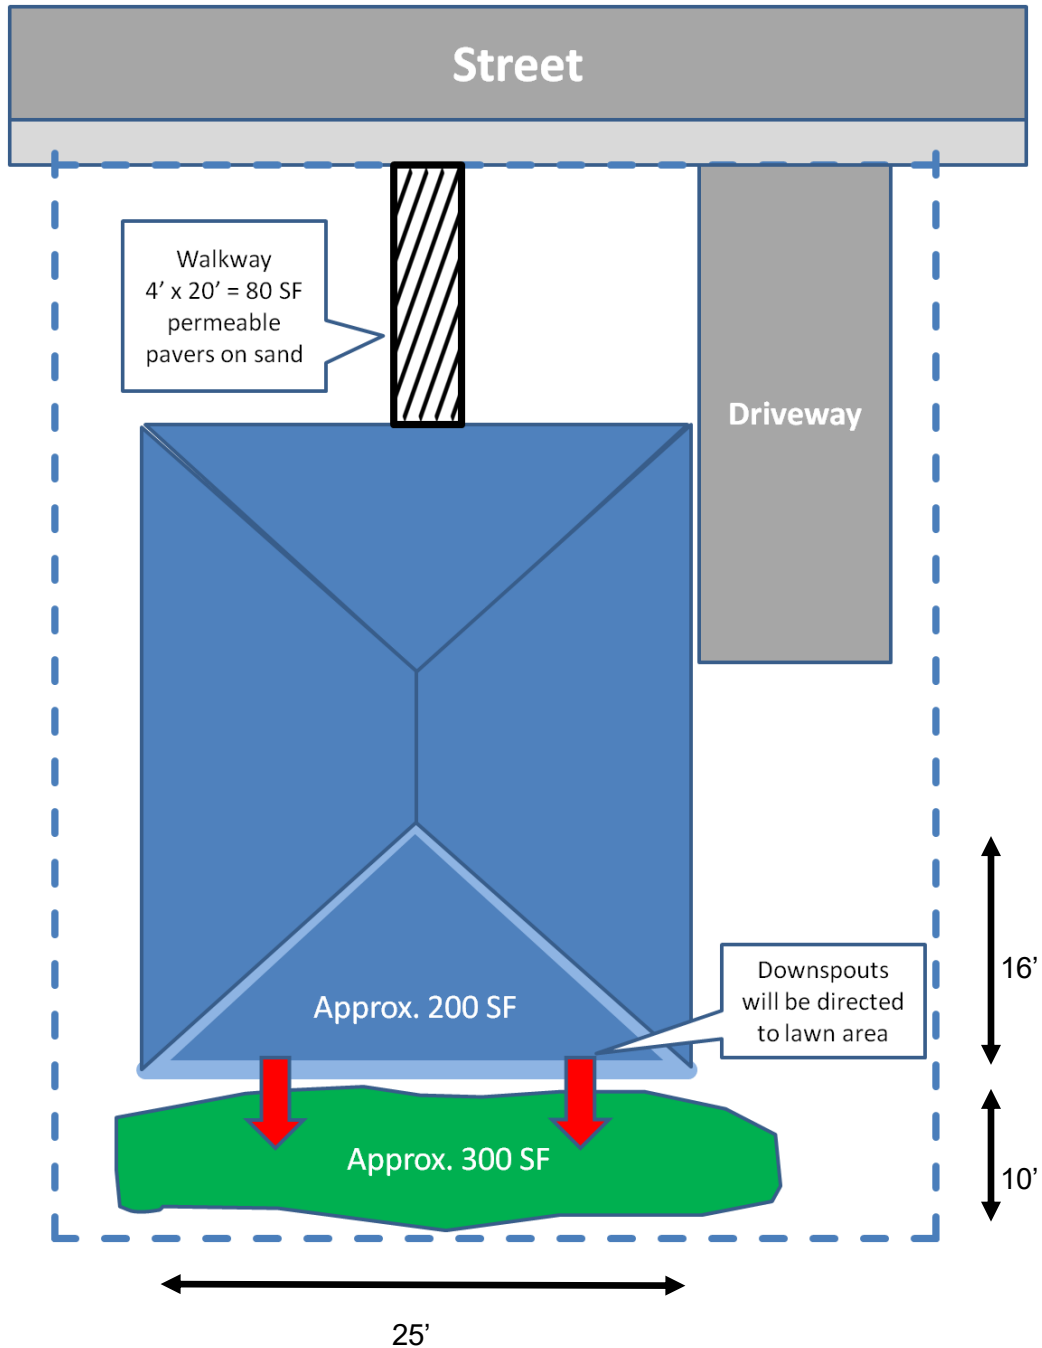 Street
Walkway
4’ x 20’ = 80 SF
permeable
pavers on sand
Driveway
16’
Downspouts
will be directed
to lawn area
Approx. 200 SF
Approx. 300 SF
10’
25’